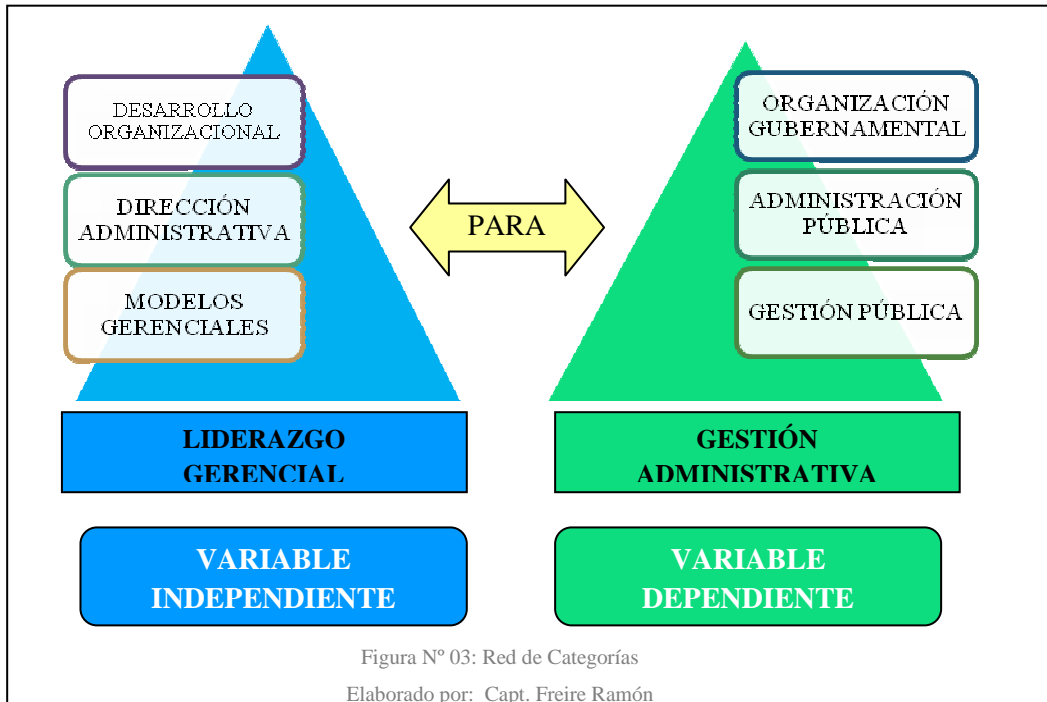 DESARROLLO
ORGANIZACIONAL
DIRECCIÓN
ADMINISTRATIVA
MODELOS
GERENCIALES
PARA
ORGANIZACIÓN
GUBERNAMENTAL
ADMINISTRACIÓN
PÚBLICA
GESTIÓN PÚBLICA
LIDERAZGO
GERENCIAL
GESTIÓN
ADMINISTRATIVA
VARIABLE
INDEPENDIENTE
VARIABLE
DEPENDIENTE
Figura Nº 03: Red de Categorías
Elaborado por: Capt. Freire Ramón